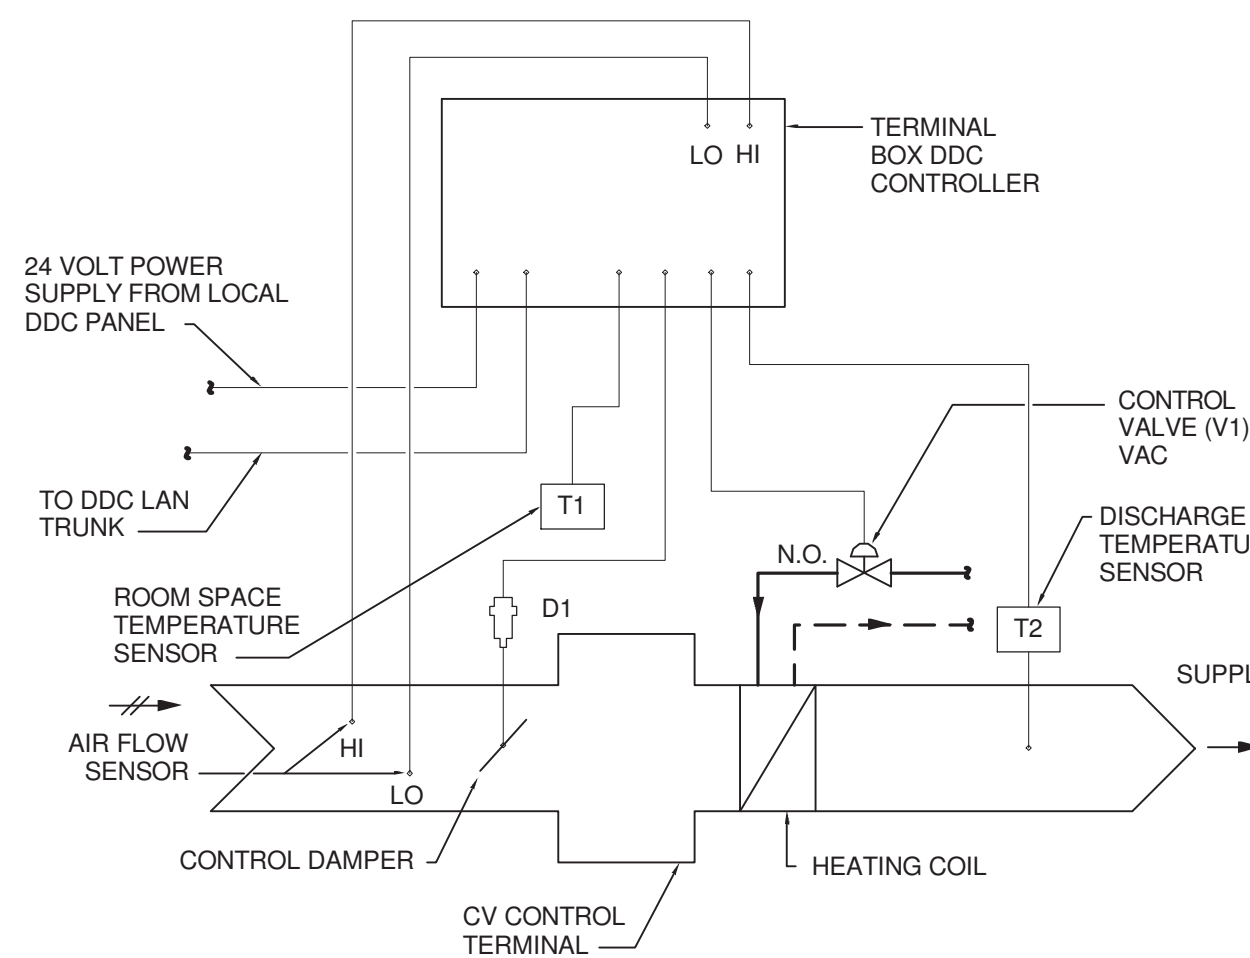 LO HI
TERMINAL
BOX DDC
CONTROLLER
24 VOLT POWER
SUPPLY FROM LOCAL
DDC PANEL
CONTROL
VALVE (V1)
VAC
TO DDC LAN
TRUNK
T1
DISCHARGE
TEMPERATU
SENSOR
N.O.
ROOM SPACE
TEMPERATURE
SENSOR
D1
T2
SUPPL
AIR FLOW
SENSOR
HI
LO
CONTROL DAMPER
HEATING COIL
CV CONTROL
TERMINAL